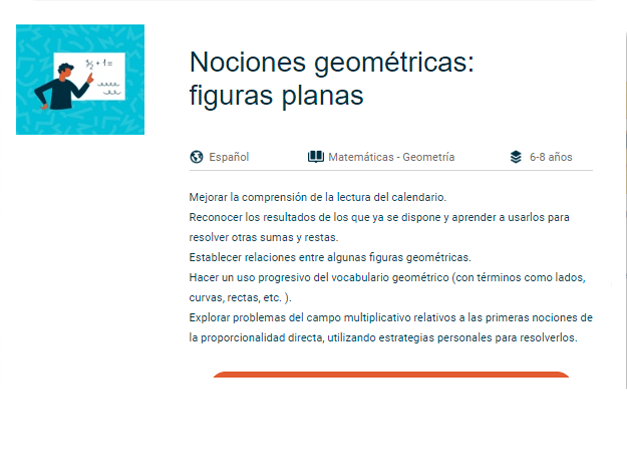 Nociones geométricas:
figuras planas
Español
Matemáticas - Geometría
6-8 años
Mejorar la comprensión de la lectura del calendario.
Reconocer los resultados de los que ya se dispone y aprender a usarlos para
resolver otras sumas y restas.
Establecer relaciones entre algunas figuras geométricas.
Hacer un uso progresivo del vocabulario geométrico (con términos como lados,
curvas, rectas, etc. ).
Explorar problemas del campo multiplicativo relativos a las primeras nociones de
la proporcionalidad directa, utilizando estrategias personales para resolverlos.